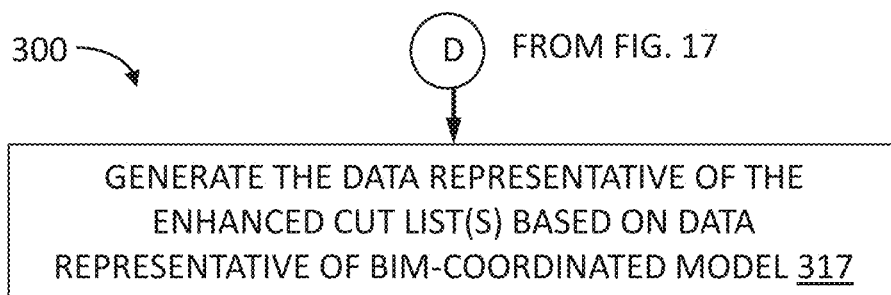 300
D FROM FIG. 17
GENERATE THE DATA REPRESENTATIVE OF THE
ENHANCED CUT LIST(S) BASED ON DATA
REPRESENTATIVE OF BIM-COORDINATED MODEL 317